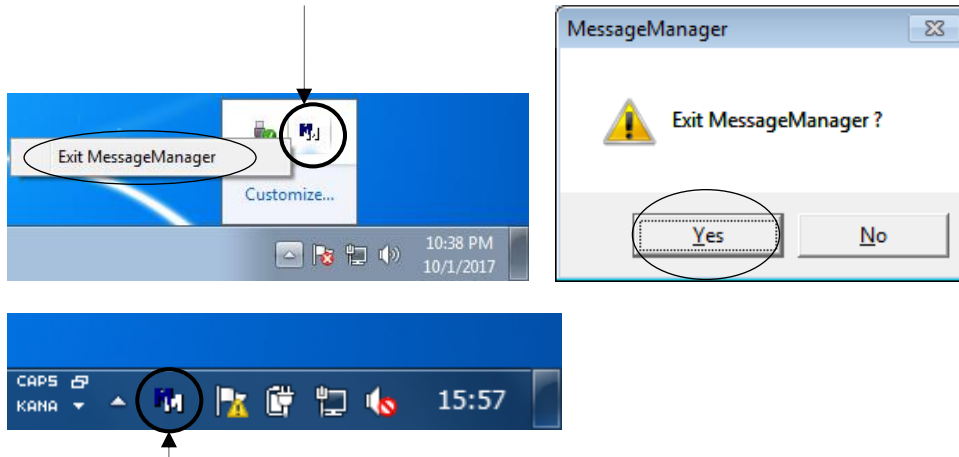 MessageManager
Exit MessageManager ?
Exit MessageManager
Customize...
Yes
No
10:38 PM
10/1/2017
CAPS
KANA
15:57